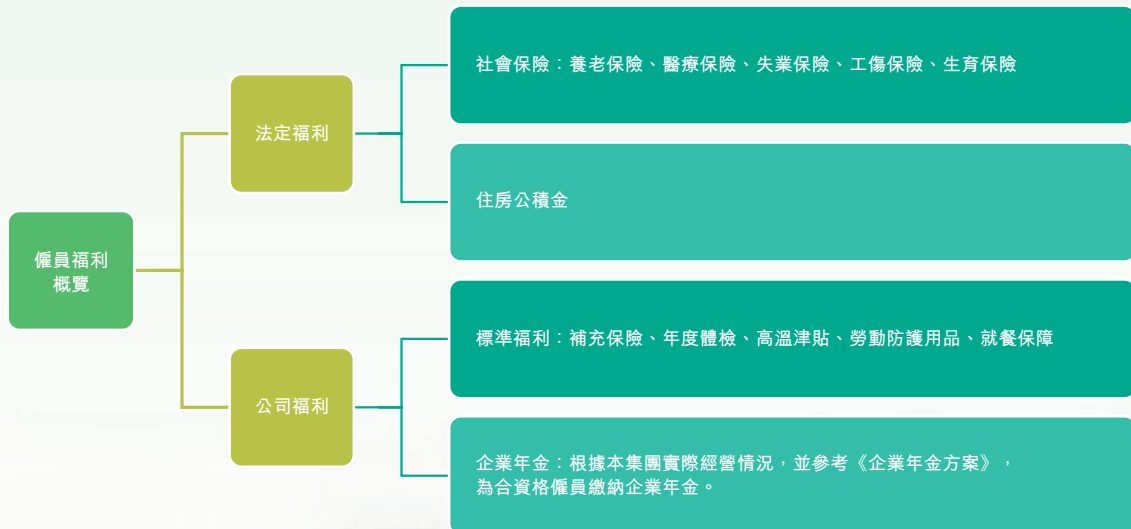 社會保險：養老保險、醫療保險、失業保險、工傷保險、生育保險
法定福利
住房公積金
僱員福利
概覽
標準福利：補充保險、年度體檢、高溫津貼、勞動防護用品、就餐保障
公司福利
企業年金：根據本集團實際經營情況，並參考《企業年金方案》，
為合資格僱員繳納企業年金。